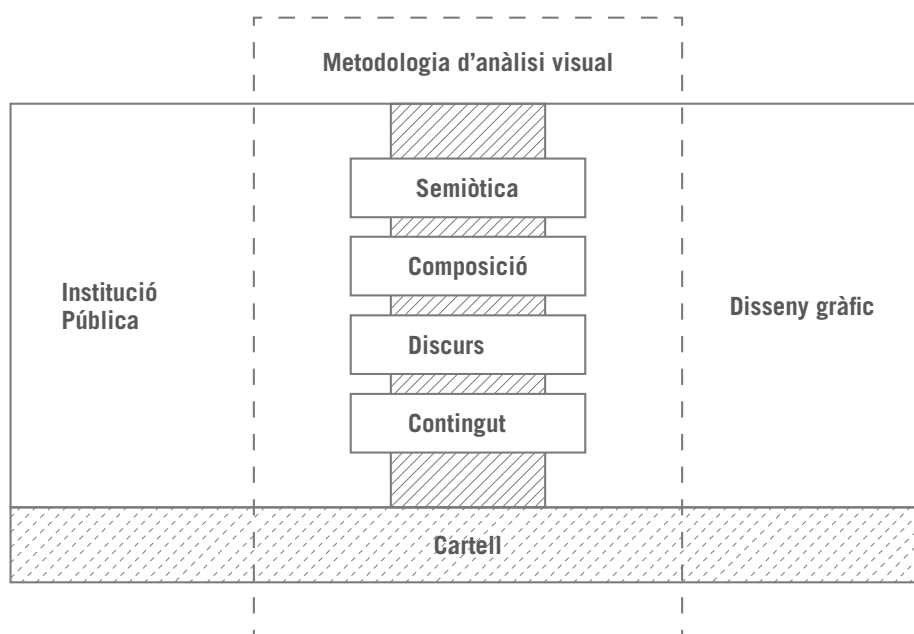 Metodologia d’anàlisi visual
Semiòtica
Composició
Institució
Pública
Disseny gràfic
Discurs
Contingut
Cartell